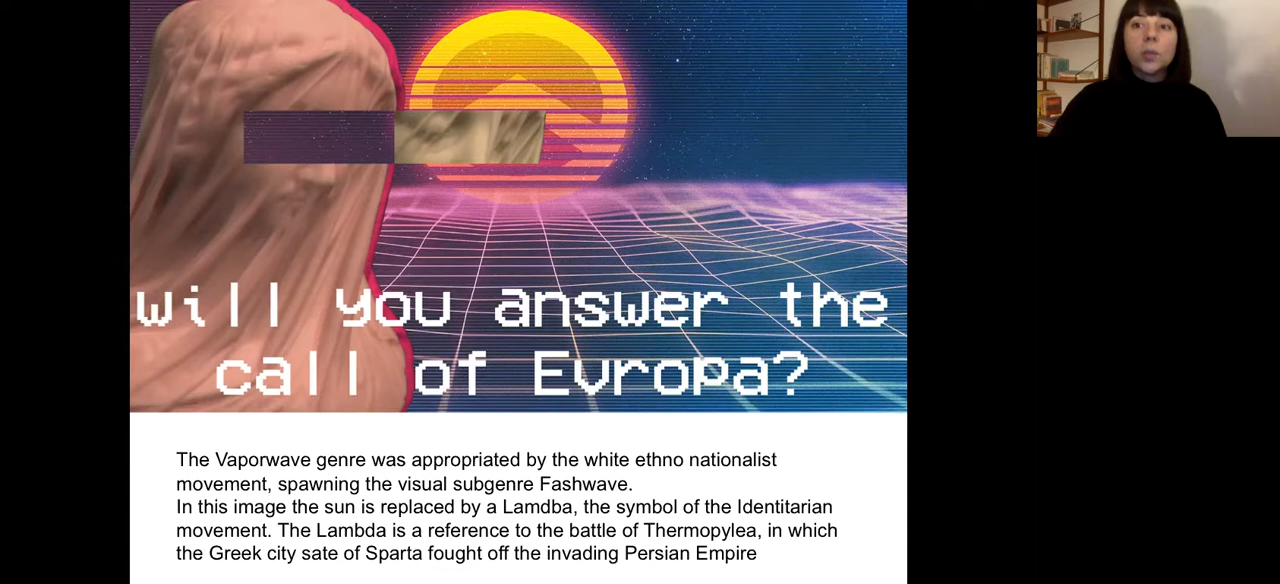 will you answer the
call of Evropa?
The Vaporwave genre was appropriated by the white ethno nationalist
movement, spawning the visual subgenre Fashwave.
In this image the sun is replaced by a Lamdba, the symbol of the Identitarian
movement. The Lambda is a reference to the battle of Thermopylea, in which
the Greek city sate of Sparta fought off the invading Persian Empire